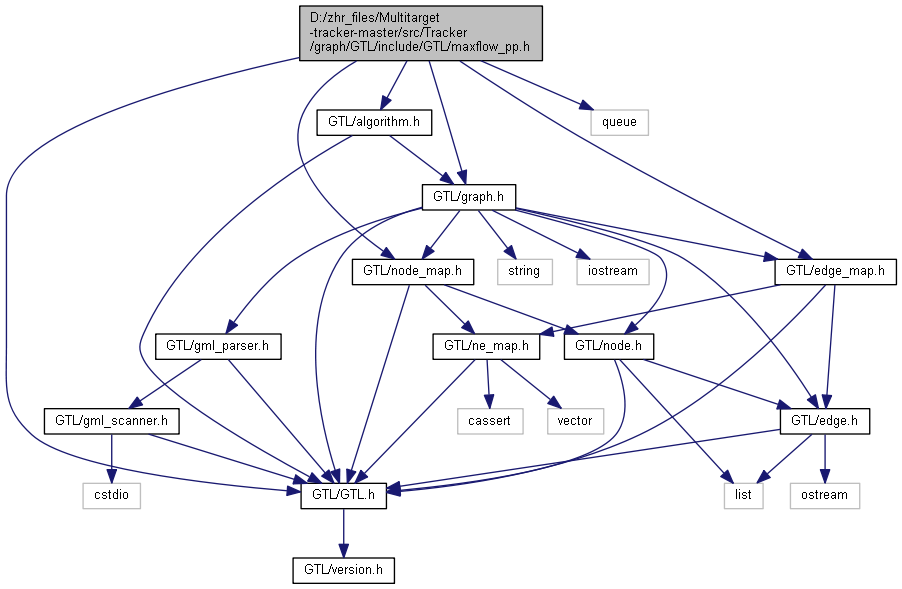 D:/zhr_files/Multitarget
-tracker-master/src/Tracker
/graph/GTL/include/GTL/maxflow_pp.h
GTL/algorithm.h
queue
GTL/graph.h
GTL/node_map.h
string
iostream
GTL/edge_map.h
GTL/gml_parser.h
GTL/ne_map.h
GTL/node.h
GTL/gml_scanner.h
cassert
vector
GTL/edge.h
cstdio
GTL/GTL.h
list
ostream
GTL/version.h